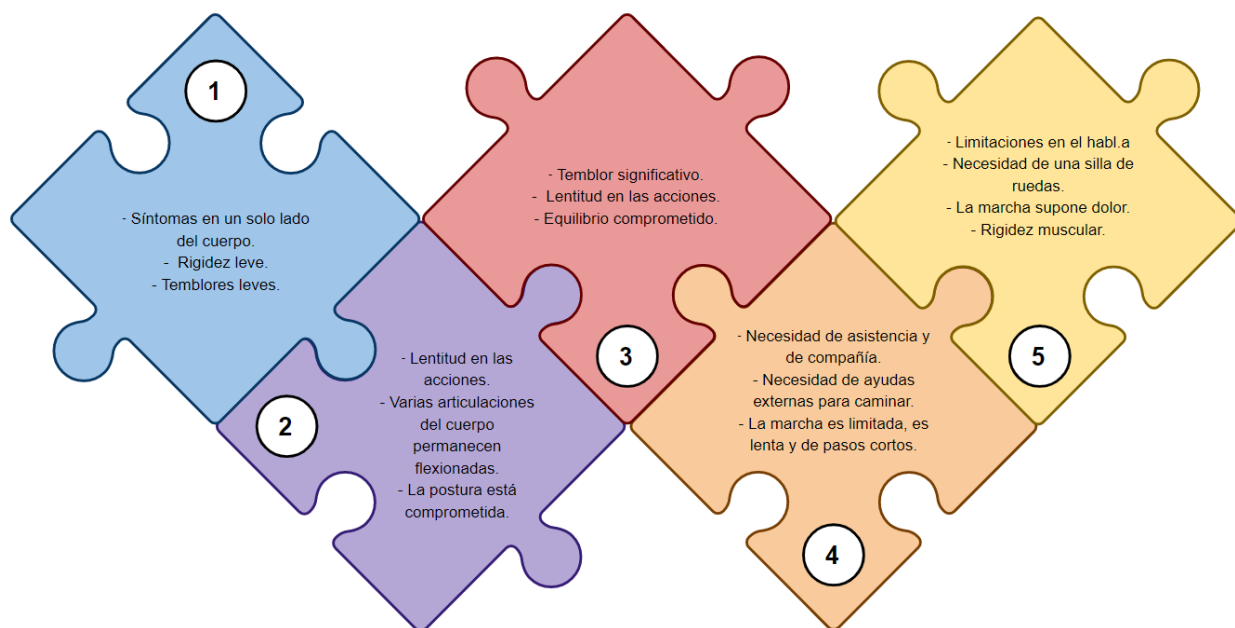 1
- Síntomas en un solo lado
del cuerpo.
- Rigidez leve.
- Temblores leves.
2
- Lentitud en las
acciones.
- Varias articulaciones
del cuerpo
permanecen
flexionadas.
- La postura está
comprometida.
- Temblor significativo.
- Lentitud en las acciones.
- Equilibrio comprometido.
3
- Necesidad de asistencia y
de compañía.
- Necesidad de ayudas
externas para caminar.
- La marcha es limitada, es
lenta y de pasos cortos.
4
- Limitaciones en el habl.a
- Necesidad de una silla de
ruedas.
- La marcha supone dolor.
- Rigidez muscular.
5